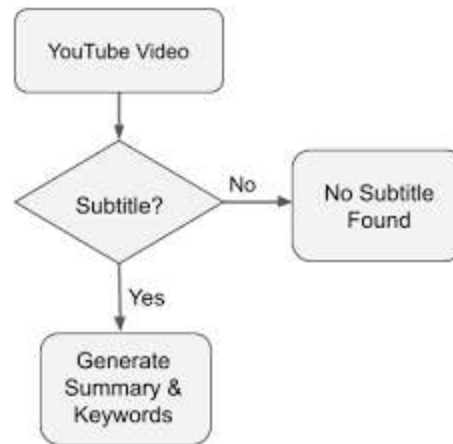 YouTube Video
Subtitle?
No
No Subtitle
Found
Yes
Generate
Summary &
Keywords